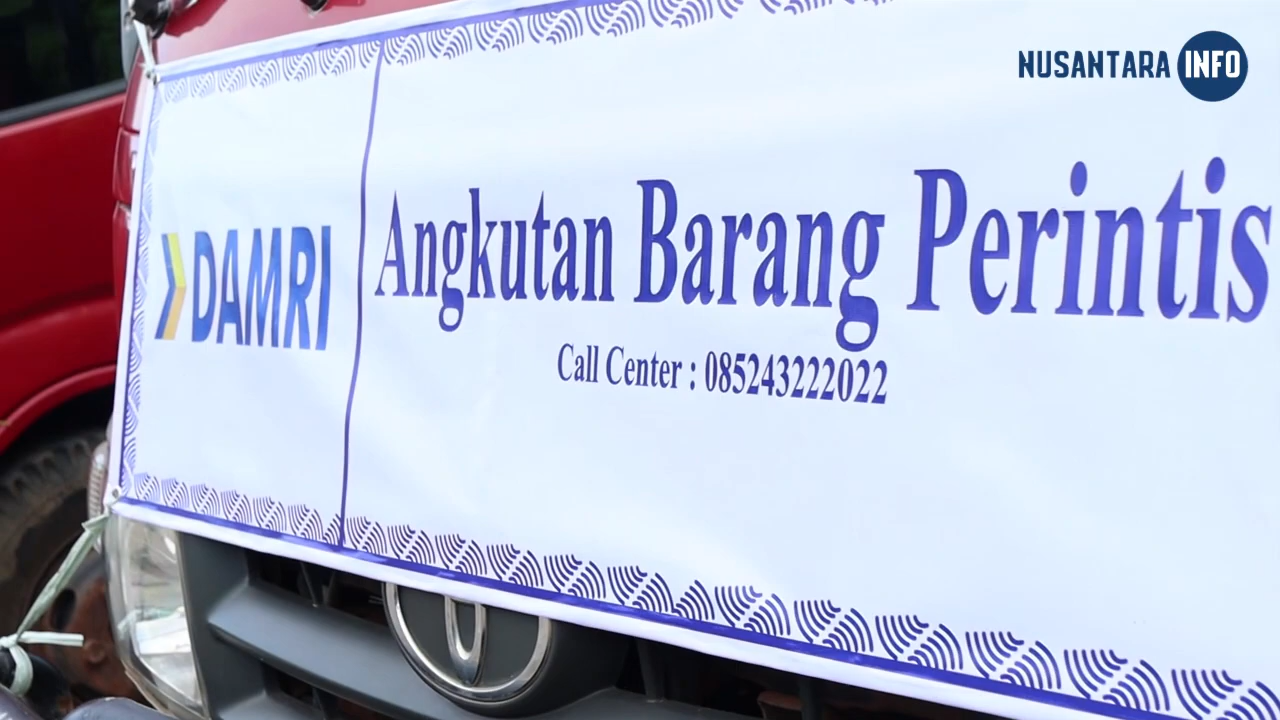 NUSANTARA INFO
DAMRI
Angkutan Barang Perintis
Call Center : 085243222022